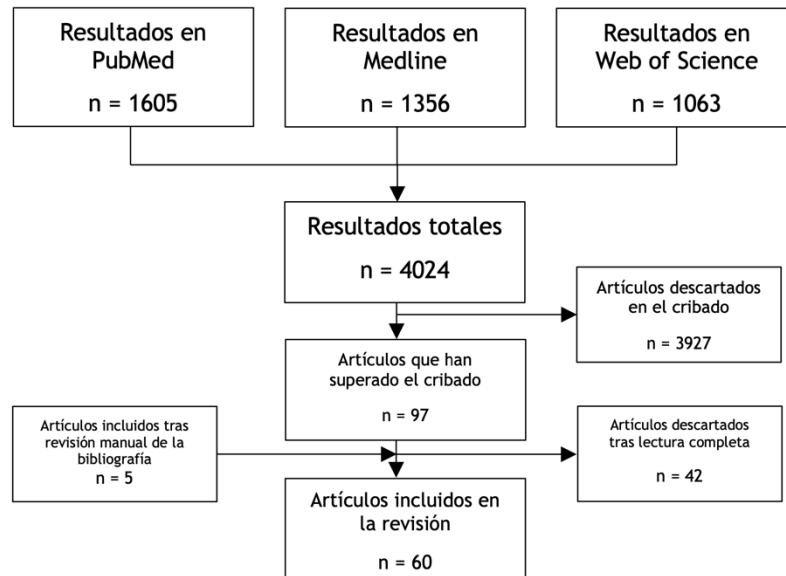 Resultados en
PubMed
n = 1605
Resultados en
Medline
n = 1356
Resultados en
Web of Science
n = 1063
Resultados totales
n = 4024
Artículos descartados
en el cribado
n = 3927
Artículos que han
superado el cribado
n = 97
Artículos incluidos tras
revisión manual de la
bibliografía
n = 5
Artículos descartados
tras lectura completa
n = 42
Artículos incluidos en
la revisión
n = 60